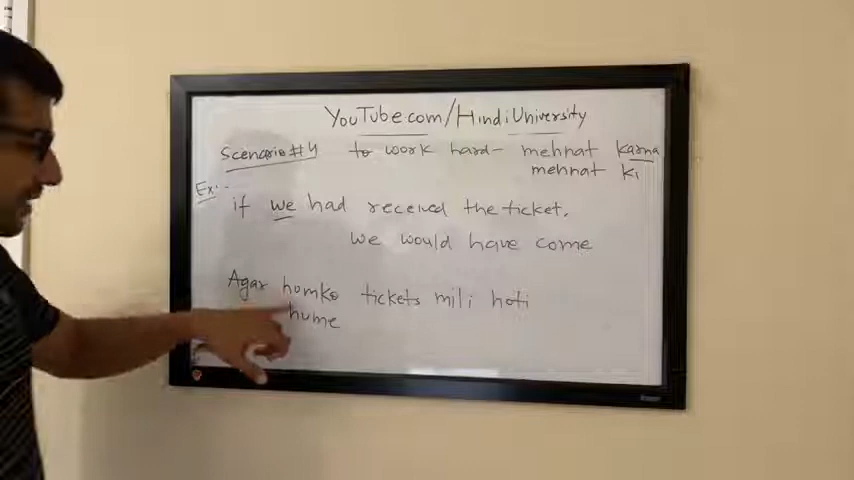 YouTube.com/HindiUniversity
Scenario #4 to work hard- mehnat karna
mehnat ki
Ex:-
if we had received the ticket.
we would have come
Agar humko tickets mili hoti
hume